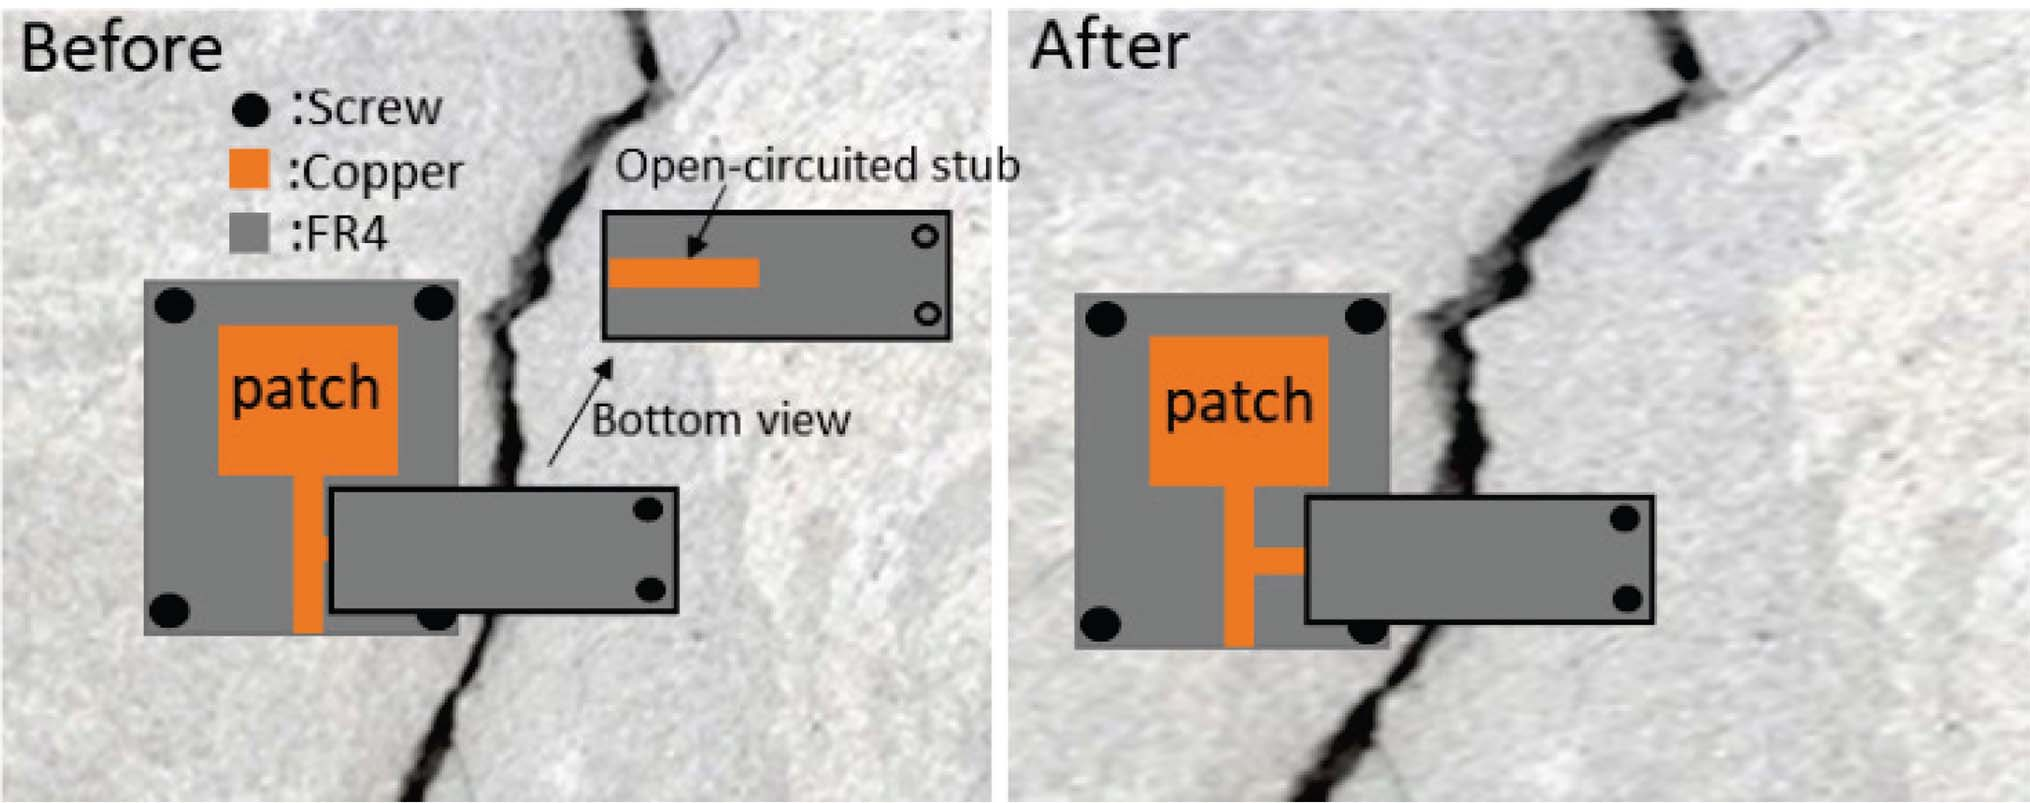 Before
:Screw
:Copper
:FR4
Open-circuited stub
patch
Bottom view
After
patch